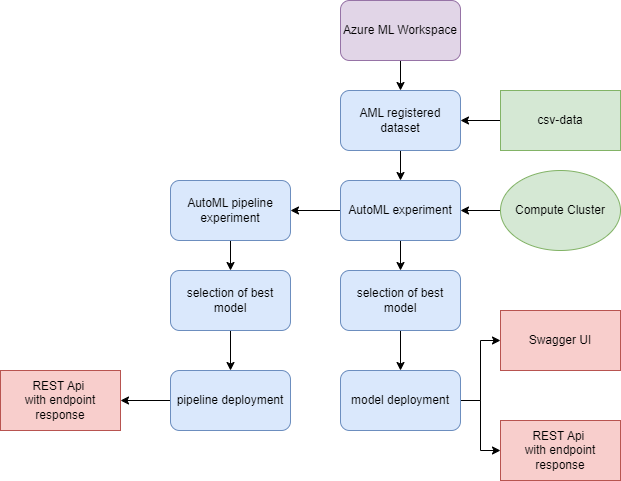 Azure ML Workspace
AML registered
dataset
csv-data
AutoML pipeline
experiment
AutoML experiment
Compute Cluster
selection of best
model
selection of best
model
Swagger UI
REST Api
with endpoint
response
pipeline deployment
model deployment
REST Api
with endpoint
response